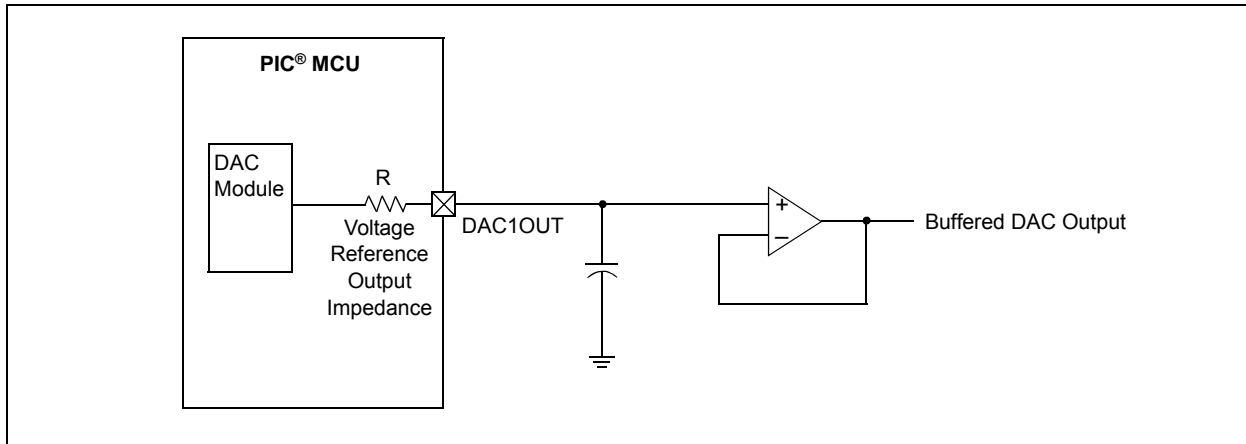 PIC® MCU
DAC
Module
R
Voltage
Reference
Output
Impedance
DAC1OUT
+
–
Buffered DAC Output